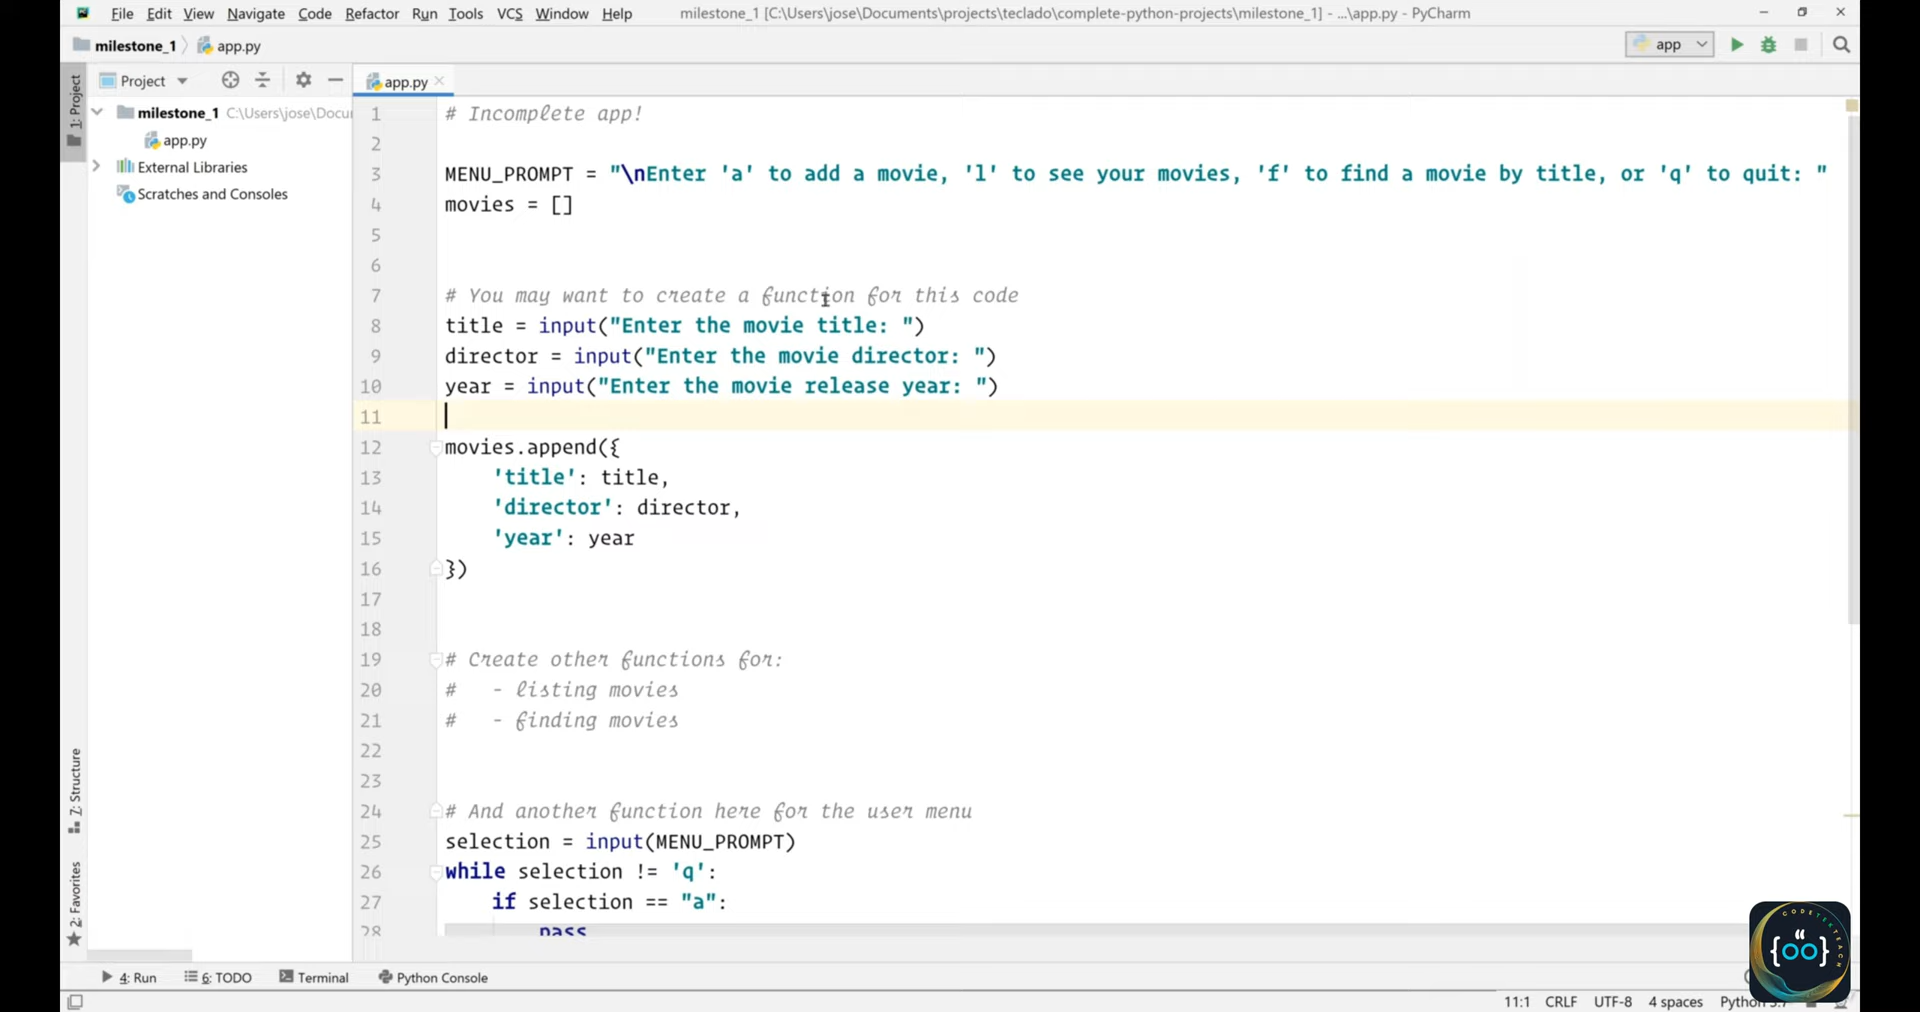 File Edit View Navigate Code Refactor Run Tools VCS Window Help milestone_1 [C:\Users\jose\Documents\projects\teclado\complete-python-projects\milestone_1] - ...\app.py - PyCharm
milestone_1 app.py app
1: Project
Project
milestone_1 C:\Users\jose\Docu
app.py
External Libraries
Scratches and Consoles
7: Structure
2: Favorites
app.py
1 # Incomplete app!
2
3 MENU_PROMPT = "\nEnter 'a' to add a movie, 'l' to see your movies, 'f' to find a movie by title, or 'q' to quit: "
4 movies = []
5
6
7 # You may want to create a function for this code
8 title = input("Enter the movie title: ")
9 director = input("Enter the movie director: ")
10 year = input("Enter the movie release year: ")
11
12 movies.append({
13 'title': title,
14 'director': director,
15 'year': year
16 })
17
18
19 # Create other functions for:
20 # - listing movies
21 # - finding movies
22
23
24 # And another function here for the user menu
25 selection = input(MENU_PROMPT)
26 while selection != 'q':
27 if selection == "a":
28 pass
4: Run 6: TODO Terminal Python Console
11:1 CRLF UTF-8 4 spaces Python
CODETEKTEACH
{oo}